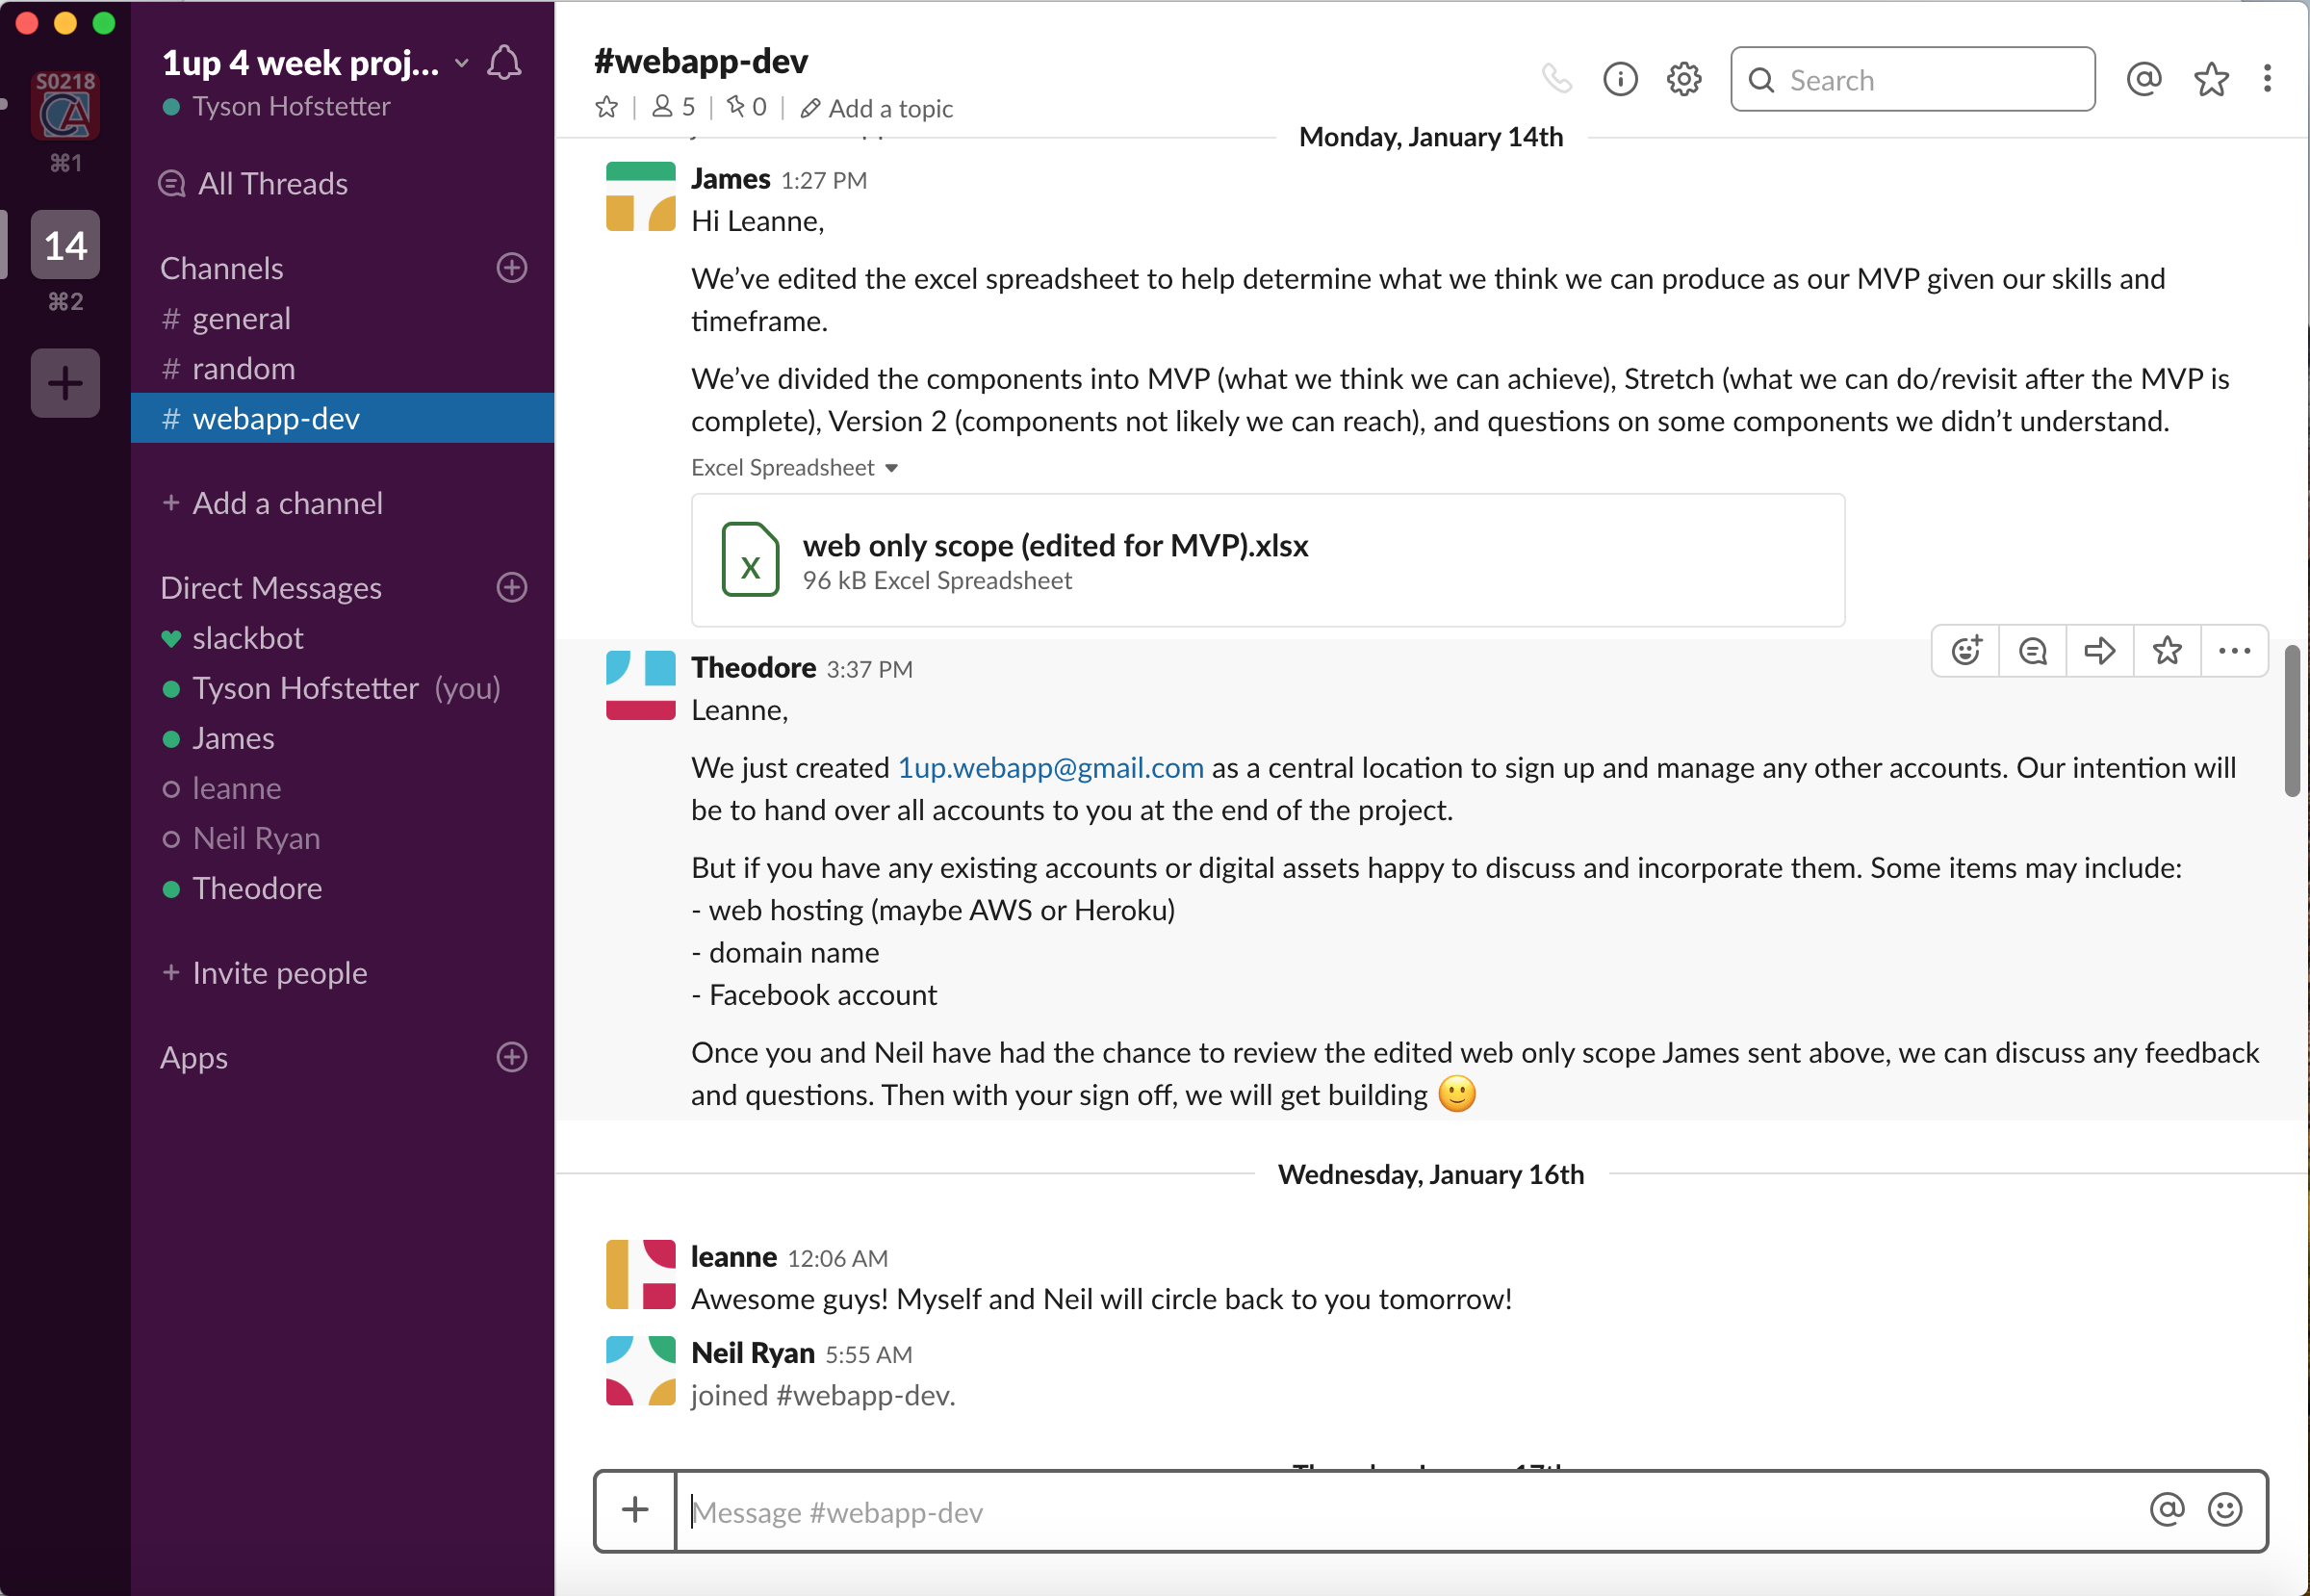 S0218
⌘1
14
⌘2
1up 4 week proj...
Tyson Hofstetter
All Threads
Channels
# general
# random
# webapp-dev
+ Add a channel
Direct Messages
slackbot
Tyson Hofstetter (you)
James
leanne
Neil Ryan
Theodore
+ Invite people
Apps
#webapp-dev
5
0
Add a topic
Search
Monday, January 14th
James 1:27 PM
Hi Leanne,
We’ve edited the excel spreadsheet to help determine what we think we can produce as our MVP given our skills and
timeframe.
We’ve divided the components into MVP (what we think we can achieve), Stretch (what we can do/revisit after the MVP is
complete), Version 2 (components not likely we can reach), and questions on some components we didn’t understand.
Excel Spreadsheet
X
web only scope (edited for MVP).xlsx
96 kB Excel Spreadsheet
Theodore 3:37 PM
Leanne,
We just created 1up.webapp@gmail.com as a central location to sign up and manage any other accounts. Our intention will
be to hand over all accounts to you at the end of the project.
But if you have any existing accounts or digital assets happy to discuss and incorporate them. Some items may include:
- web hosting (maybe AWS or Heroku)
- domain name
- Facebook account
Once you and Neil have had the chance to review the edited web only scope James sent above, we can discuss any feedback
and questions. Then with your sign off, we will get building 🙂
Wednesday, January 16th
leanne 12:06 AM
Awesome guys! Myself and Neil will circle back to you tomorrow!
Neil Ryan 5:55 AM
joined #webapp-dev.
Message #webapp-dev